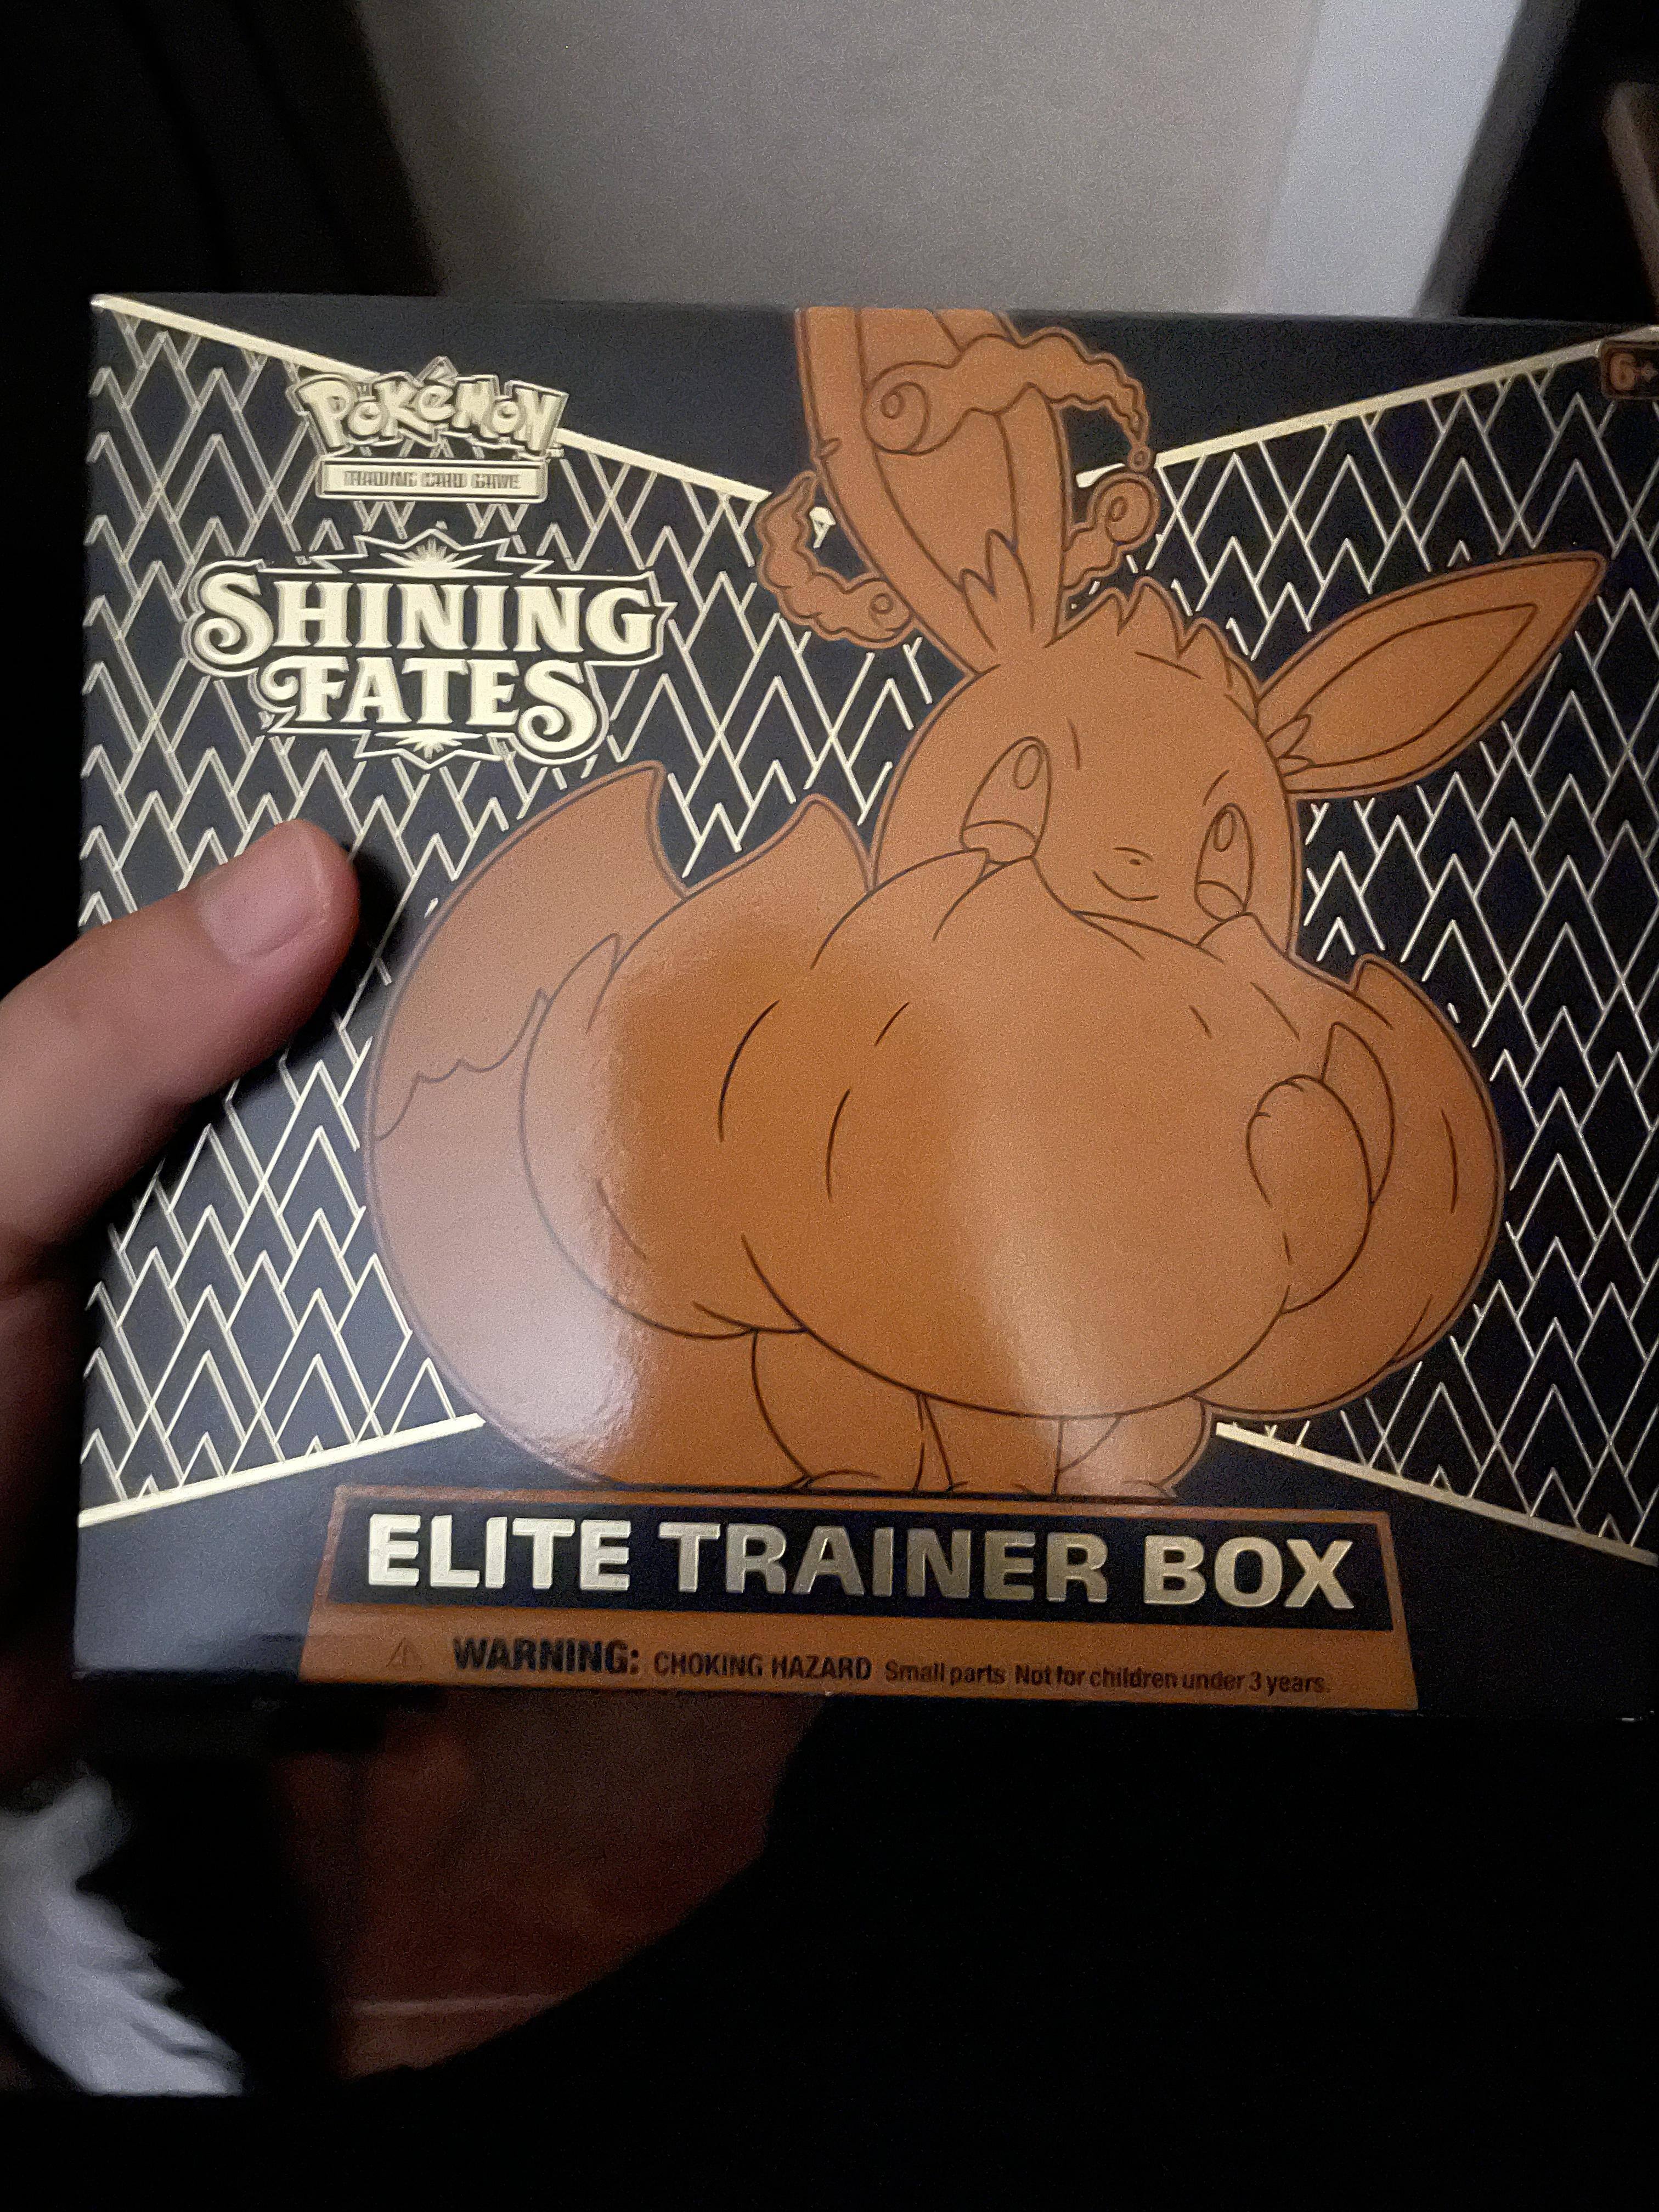 Pokémon
TRADING CARD GAME
SHINING
FATES
6+
ELITE TRAINER BOX
WARNING: CHOKING HAZARD Small parts Not for children under 3 years.